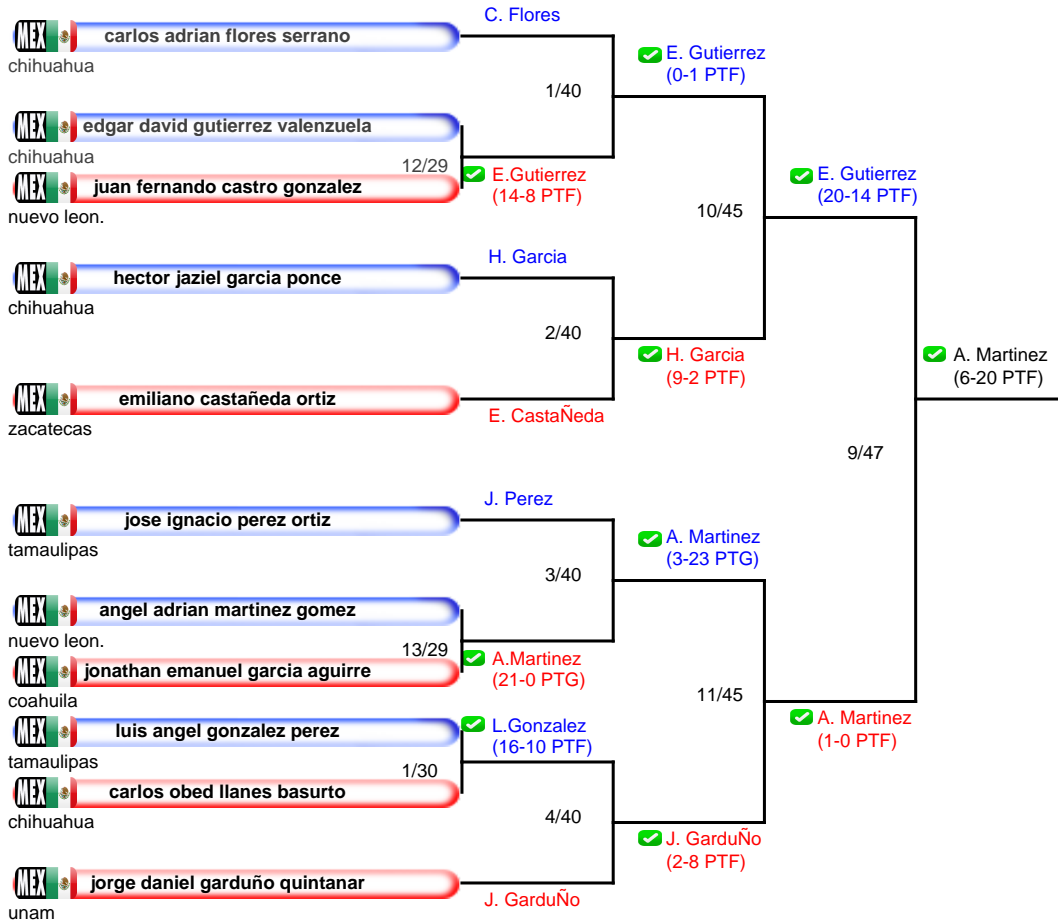 C. Flores
MEX carlos adrian flores serrano
chihuahua
E. Gutierrez
(0-1 PTF)
1/40
MEX edgar david gutierrez valenzuela
chihuahua
12/29
E.Gutierrez
(14-8 PTF)
MEX juan fernando castro gonzalez
nuevo leon.
E. Gutierrez
(20-14 PTF)
10/45
H. Garcia
MEX hector jaziel garcia ponce
chihuahua
2/40
H. Garcia
(9-2 PTF)
A. Martinez
(6-20 PTF)
MEX emiliano castañeda ortiz
E. CastaÑeda
zacatecas
9/47
J. Perez
MEX jose ignacio perez ortiz
tamaulipas
A. Martinez
(3-23 PTG)
3/40
MEX angel adrian martinez gomez
nuevo leon.
13/29
A.Martinez
(21-0 PTG)
MEX jonathan emanuel garcia aguirre
coahuila
11/45
A. Martinez
(1-0 PTF)
MEX luis angel gonzalez perez
tamaulipas
L.Gonzalez
(16-10 PTF)
1/30
MEX carlos obed llanes basurto
chihuahua
4/40
J. GarduÑo
(2-8 PTF)
MEX jorge daniel garduño quintanar
J. GarduÑo
unam